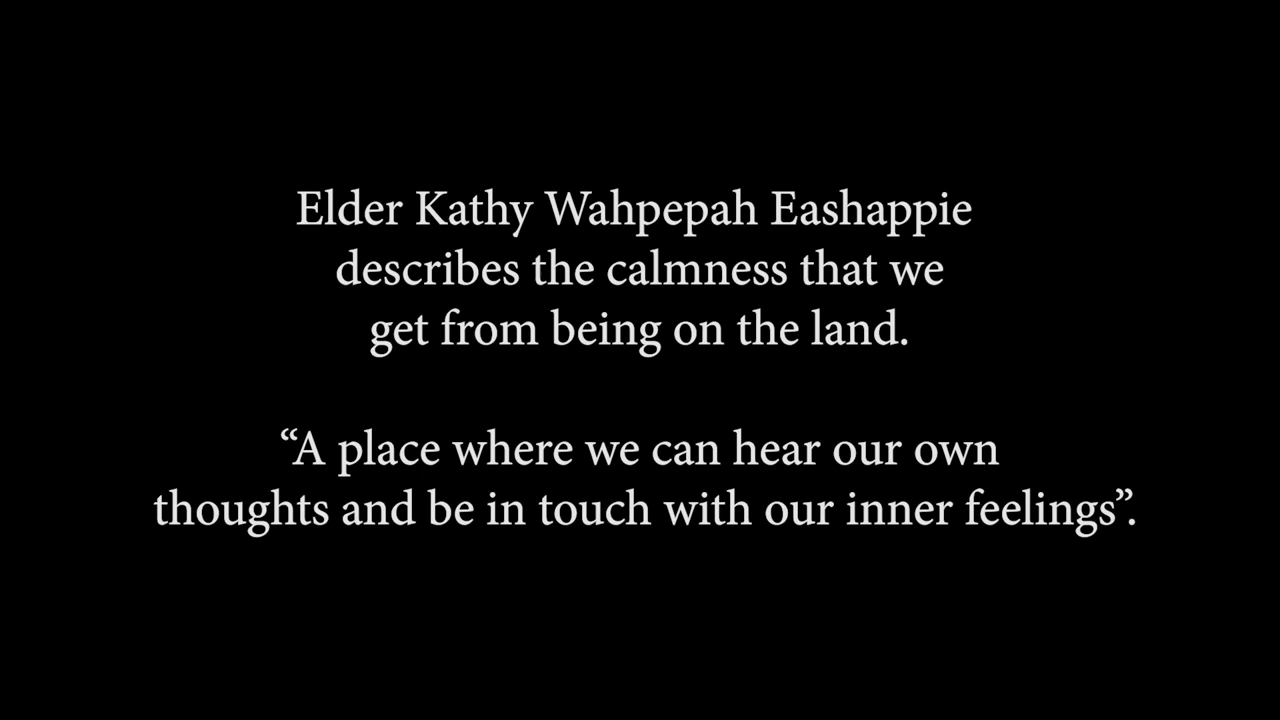 Elder Kathy Wahpepah Eashappie
describes the calmness that we
get from being on the land.
“A place where we can hear our own
thoughts and be in touch with our inner feelings”.